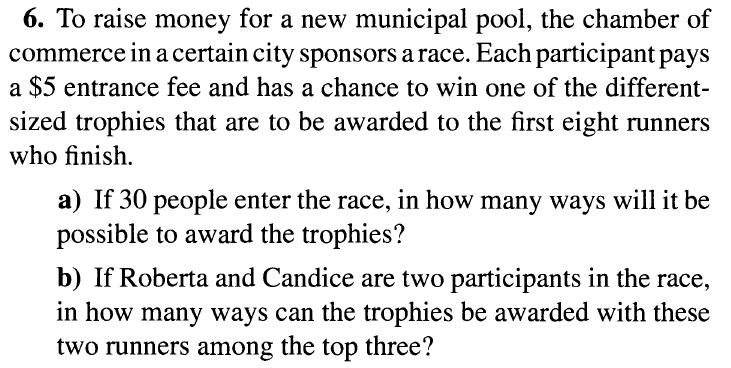 6. To raise money for a new municipal pool, the chamber of
commerce in a certain city sponsors a race. Each participant pays
a $5 entrance fee and has a chance to win one of the different-
sized trophies that are to be awarded to the first eight runners
who finish.
a) If 30 people enter the race, in how many ways will it be
possible to award the trophies?
b) If Roberta and Candice are two participants in the race,
in how many ways can the trophies be awarded with these
two runners among the top three?